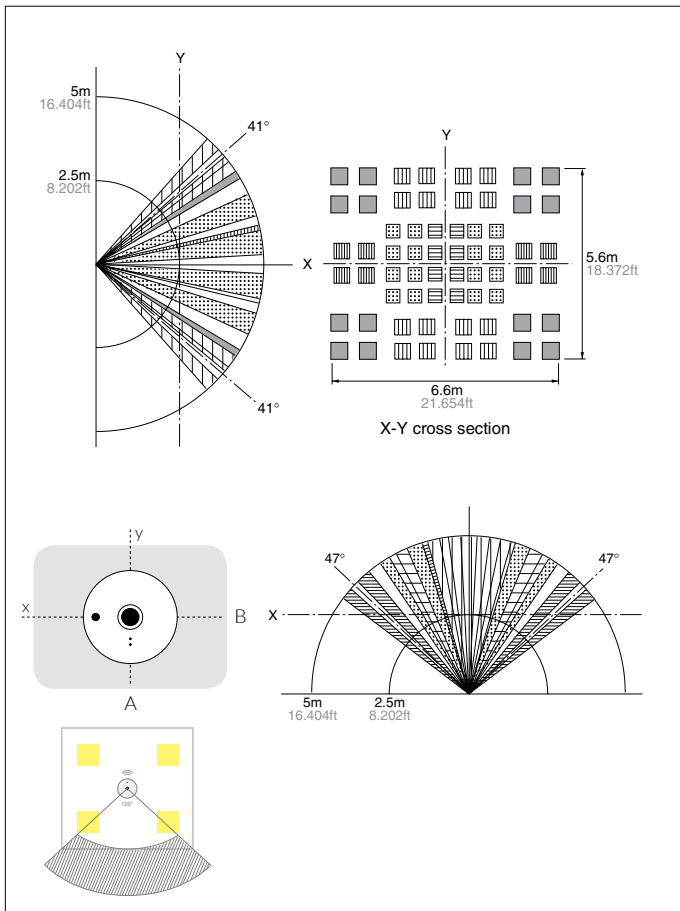 Y
5m
16.404ft
41°
2.5m
8.202ft
X
41°
Y
5.6m
18.372ft
6.6m
21.654ft
X-Y cross section
y
x
B
A
47°
47°
X
5m
16.404ft
2.5m
8.202ft
120°